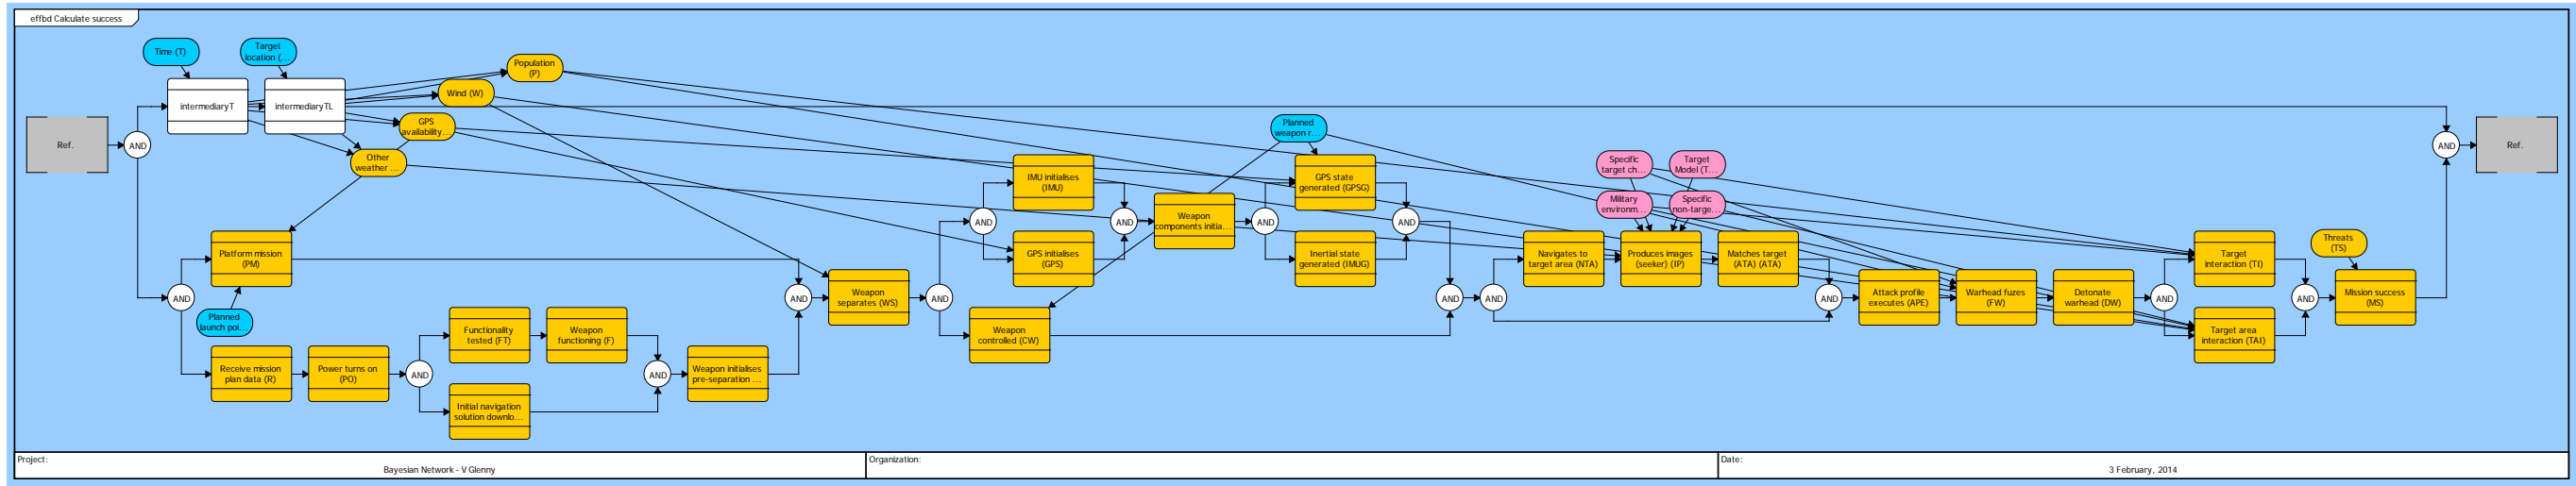 effbd Calculate success
Time (T)
Target
location (...
Population
(P)
Wind (W)
intermediaryT
intermediaryTL
GPS
availability...
Planned
weapon r...
Ref.
AND
AND
Ref.
Other
weather ...
Specific
target ch...
Target
Model (T...
IMU initialises
(IMU)
GPS state
generated (GPSG)
Military
environm...
Specific
non-targe...
AND
AND
Weapon
components initia...
AND
AND
Platform mission
(PM)
GPS initialises
(GPS)
Inertial state
generated (IMUG)
Navigates to
target area (NTA)
Produces images
(seeker) (IP)
Matches target
(ATA) (ATA)
Target
interaction (TI)
Threats
(TS)
AND
AND
Weapon
separates (WS)
AND
AND
AND
AND
Attack profile
executes (APE)
Warhead fuzes
(FW)
Detonate
warhead (DW)
AND
AND
Mission success
(MS)
Planned
launch poi...
Functionality
tested (FT)
Weapon
functioning (F)
Weapon
controlled (CW)
Target area
interaction (TAI)
Receive mission
plan data (R)
Power turns on
(PO)
AND
AND
Weapon initialises
pre-separation ...
Initial navigation
solution downlo...
Project:
Bayesian Network - V Glenny
Organization:
Date:
3 February, 2014